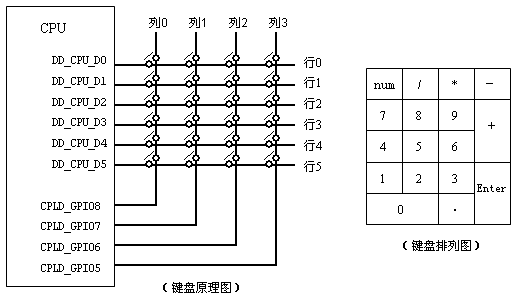 CPU
列0 列1 列2 列3
DD_CPU_D0 行0
DD_CPU_D1 行1
DD_CPU_D2 行2
DD_CPU_D3 行3
DD_CPU_D4 行4
DD_CPU_D5 行5
CPLD_GPIO8
CPLD_GPIO7
CPLD_GPIO6
CPLD_GPIO5
(键盘原理图)
num / * -
7 8 9 +
4 5 6
1 2 3 Enter
0 .
(键盘排列图)